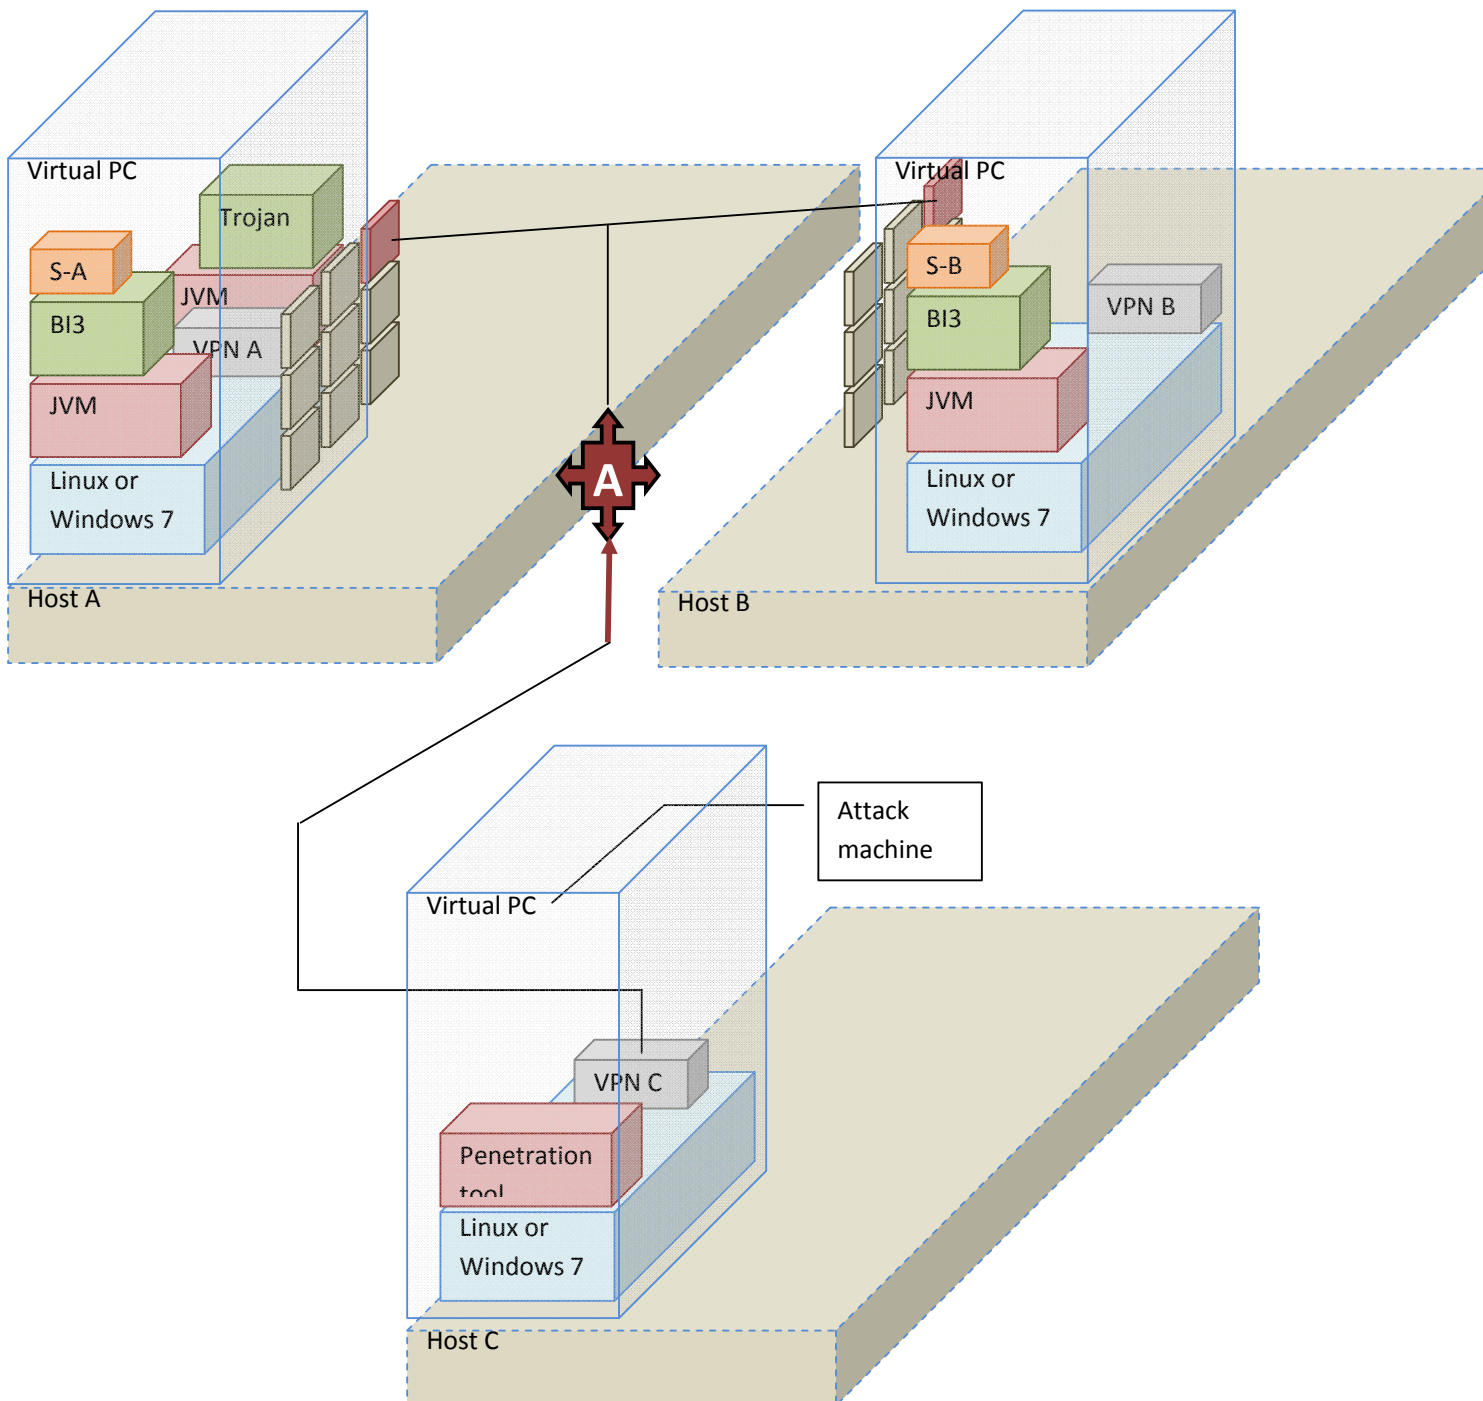 Virtual PC
Trojan
S-A
JVM
BI3
VPN A
JVM
Linux or
Windows 7
Host A
A
Virtual PC
S-B
VPN B
BI3
JVM
Linux or
Windows 7
Host B
Attack
machine
Virtual PC
VPN C
Penetration
tool
Linux or
Windows 7
Host C